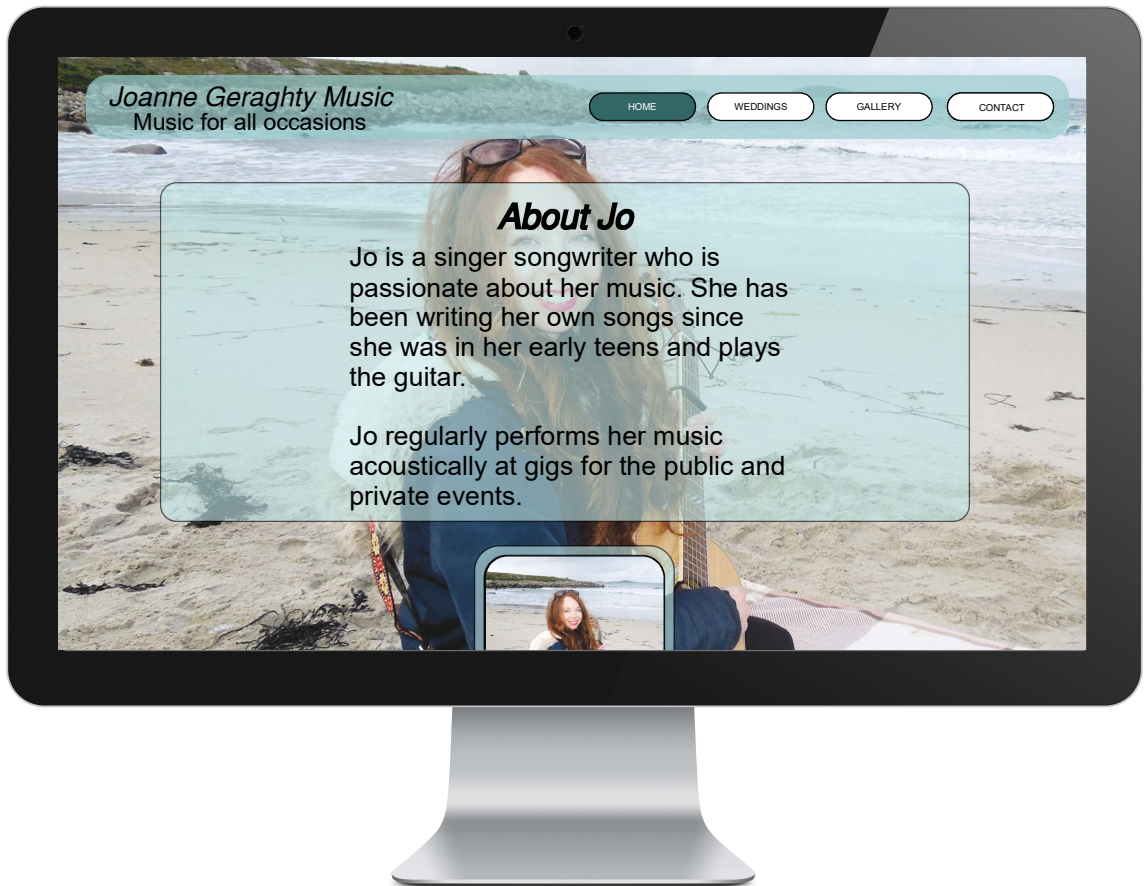 Joanne Geraghty Music
Music for all occasions
HOME
WEDDINGS
GALLERY
CONTACT
About Jo
Jo is a singer songwriter who is
passionate about her music. She has
been writing her own songs since
she was in her early teens and plays
the guitar.
Jo regularly performs her music
acoustically at gigs for the public and
private events.